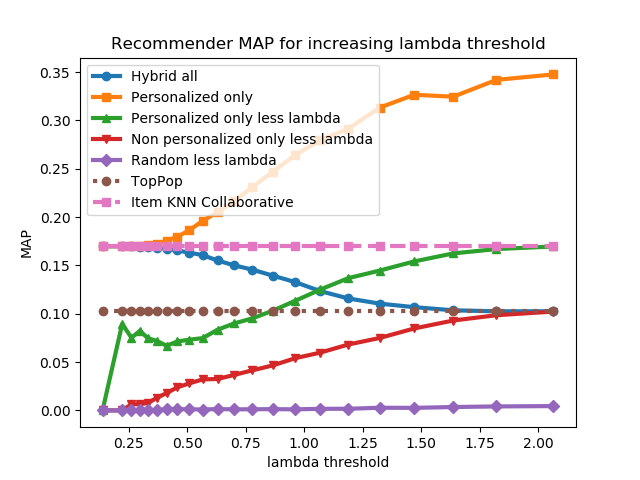 Recommender MAP for increasing lambda threshold
Hybrid all
Personalized only
Personalized only less lambda
Non personalized only less lambda
Random less lambda
TopPop
Item KNN Collaborative
MAP
0.35
0.30
0.25
0.20
0.15
0.10
0.05
0.00
0.25 0.50 0.75 1.00 1.25 1.50 1.75 2.00
lambda threshold